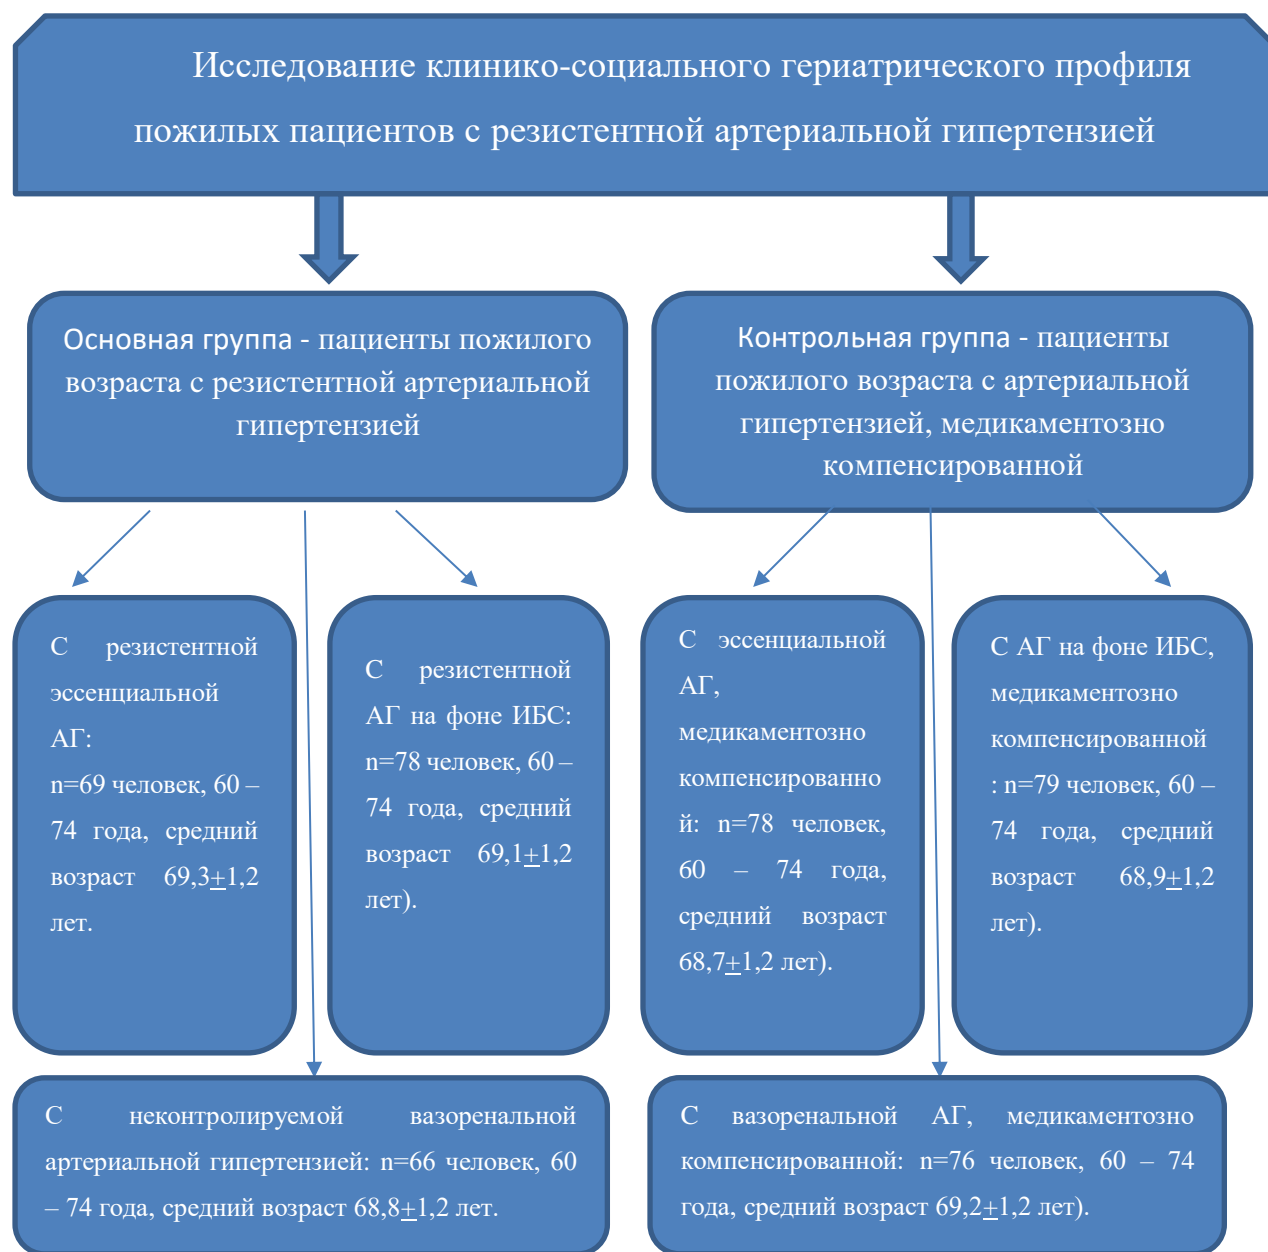 Исследование клинико-социального гериатрического профиля
пожилых пациентов с резистентной артериальной гипертензией
Основная группа - пациенты пожилого
возраста с резистентной артериальной
гипертензией
Контрольная группа - пациенты
пожилого возраста с артериальной
гипертензией, медикаментозно
компенсированной
С резистентной
эссенциальной
АГ:
n=69 человек, 60 –
74 года, средний
возраст 69,3+1,2
лет.
С резистентной
АГ на фоне ИБС:
n=78 человек, 60 –
74 года, средний
возраст 69,1+1,2
лет).
С эссенциальной
АГ,
медикаментозно
компенсированно
й: n=78 человек,
60 – 74 года,
средний возраст
68,7+1,2 лет).
С АГ на фоне ИБС,
медикаментозно
компенсированной
: n=79 человек, 60 –
74 года, средний
возраст 68,9+1,2
лет).
С неконтролируемой вазоренальной
артериальной гипертензией: n=66 человек, 60
– 74 года, средний возраст 68,8+1,2 лет.
С вазоренальной АГ, медикаментозно
компенсированной: n=76 человек, 60 – 74
года, средний возраст 69,2+1,2 лет).